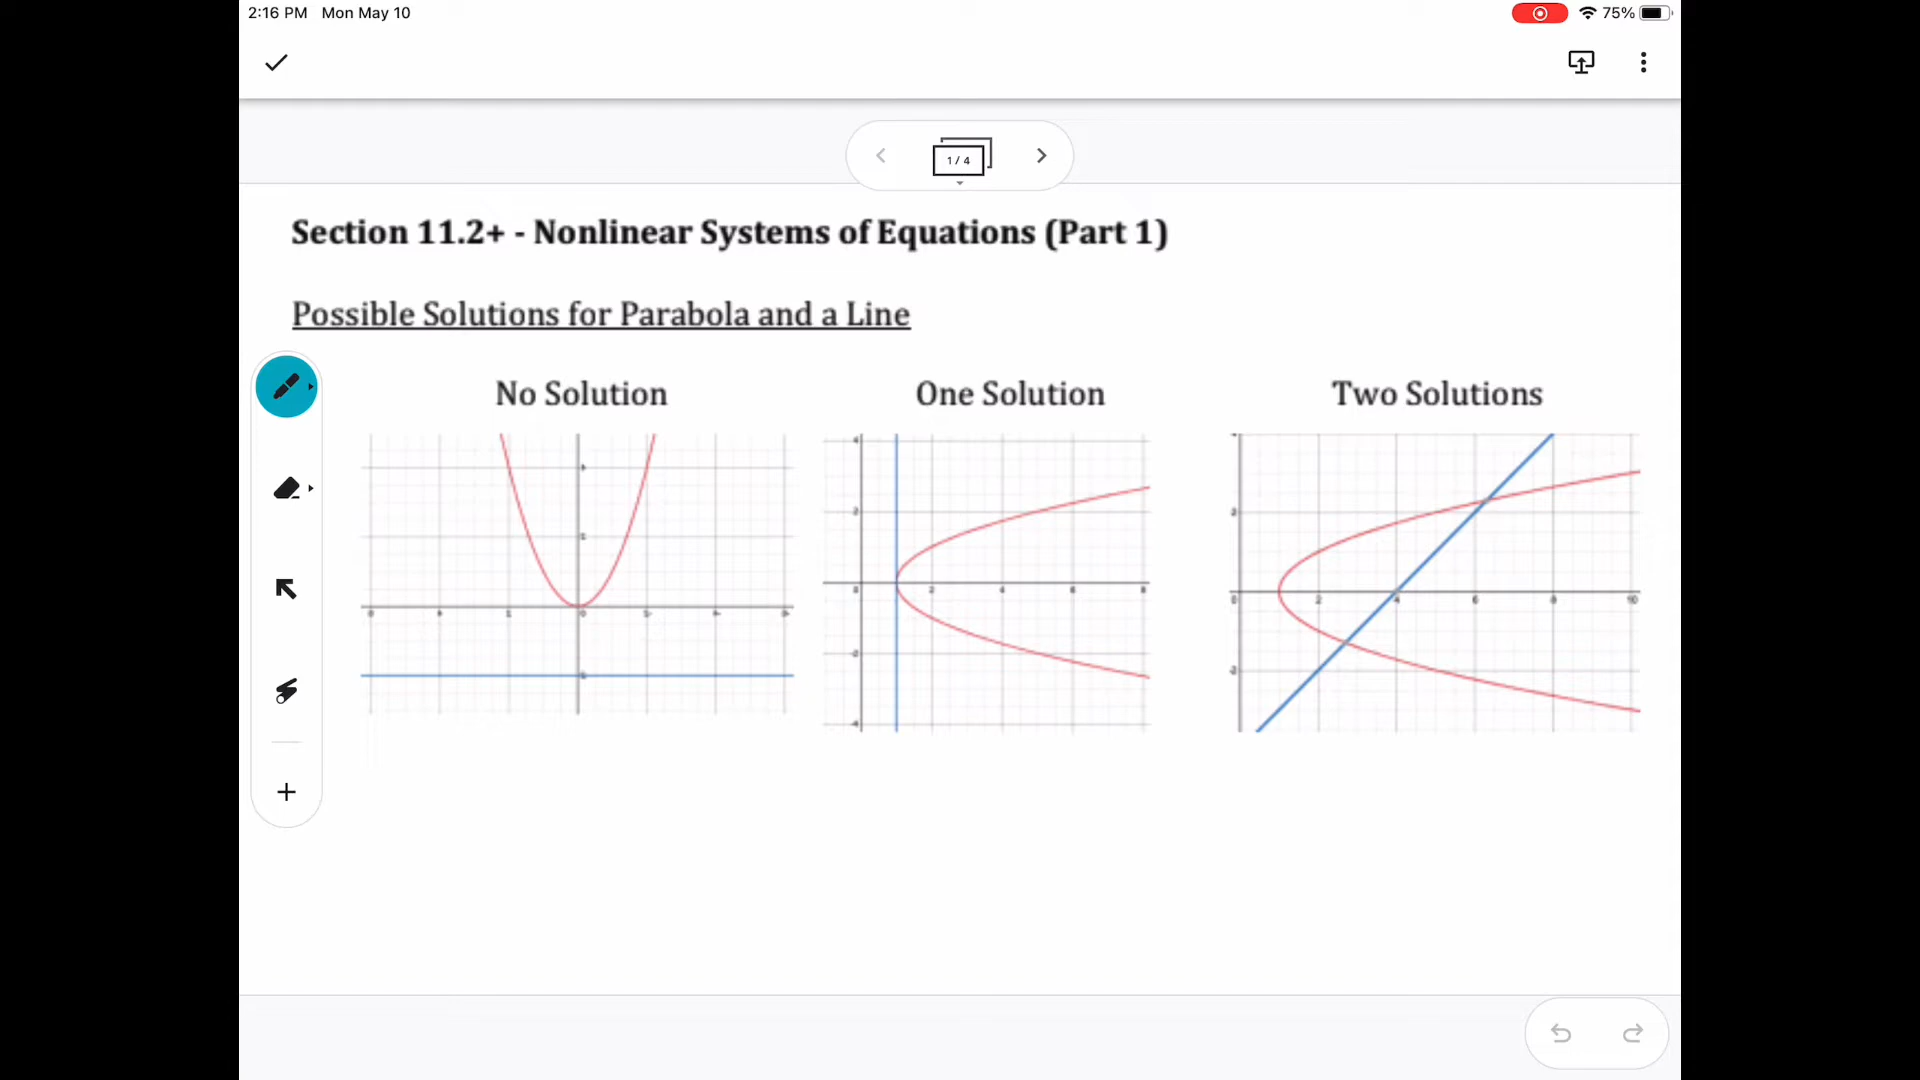 2:16 PM Mon May 10
75%
1 / 4
Section 11.2+ - Nonlinear Systems of Equations (Part 1)
Possible Solutions for Parabola and a Line
No Solution One Solution Two Solutions